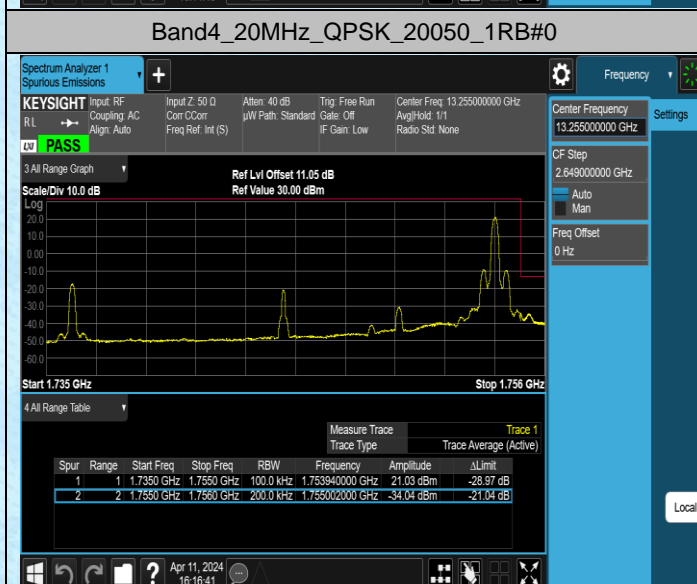 Band4_20MHz_QPSK_20050_1RB#0
Spectrum Analyzer 1
Spurious Emissions
Frequency
KEYSIGHT
RL
LXI PASS
Input: RF
Coupling: AC
Align: Auto
Input Z: 50 Ω
Corr CCorr
Freq Ref: Int (S)
Atten: 40 dB
µW Path: Standard
Trig: Free Run
Gate: Off
IF Gain: Low
Center Freq: 13.255000000 GHz
Avg|Hold: 1/1
Radio Std: None
Center Frequency
13.255000000 GHz
Settings
CF Step
2.649000000 GHz
Auto
Man
Freq Offset
0 Hz
3 All Range Graph
Scale/Div 10.0 dB
Ref Lvl Offset 11.05 dB
Ref Value 30.00 dBm
Log
20.0
10.0
0.00
-10.0
-20.0
-30.0
-40.0
-50.0
-60.0
Start 1.735 GHz
Stop 1.756 GHz
4 All Range Table
Measure Trace Trace 1
Trace Type Trace Average (Active)
Spur Range Start Freq Stop Freq RBW Frequency Amplitude ΔLimit
1 1 1.7350 GHz 1.7550 GHz 100.0 kHz 1.753940000 GHz 21.03 dBm -28.97 dB
2 2 1.7550 GHz 1.7560 GHz 200.0 kHz 1.755002000 GHz -34.04 dBm -21.04 dB
Local
?
Apr 11, 2024
16:16:41